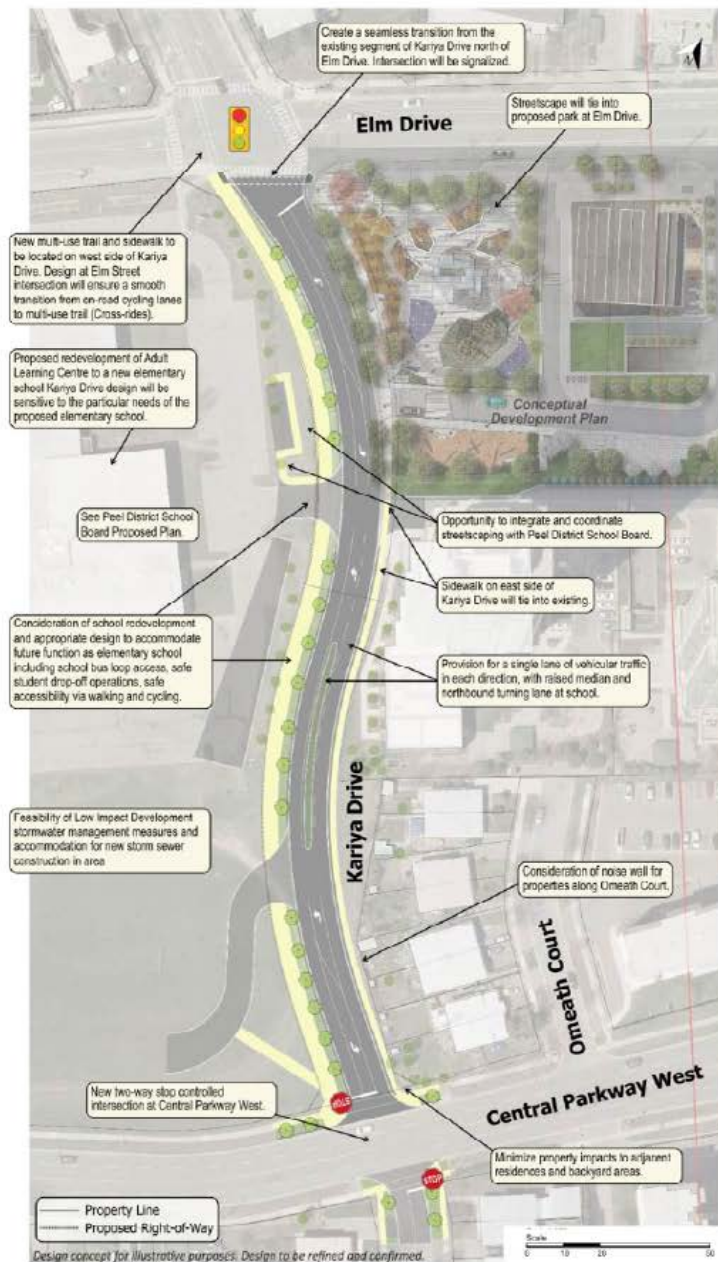 Create a seamless transition from the
existing segment of Kariya Drive north of
Elm Drive. Intersection will be signalized.
N
Elm Drive
Streetscape will tie into
proposed park at Elm Drive.
New multi-use trail and sidewalk to
be located on west side of Kariya
Drive. Design at Elm Street
intersection will ensure a smooth
transition from on-road cycling lanes
to multi-use trail (Cross-rides).
Proposed redevelopment of Adult
Learning Centre to a new elementary
school Kariya Drive design will be
sensitive to the particular needs of the
proposed elementary school.
Conceptual
Development Plan
See Peel District School
Board Proposed Plan.
Opportunity to integrate and coordinate
streetscaping with Peel District School Board.
Sidewalk on east side of
Kariya Drive will tie into existing.
Consideration of school redevelopment
and appropriate design to accommodate
future function as elementary school
including school bus loop access, safe
student drop-off operations, safe
accessibility via walking and cycling.
Provision for a single lane of vehicular traffic
in each direction, with raised median and
northbound turning lane at school.
Kariya Drive
Feasibility of Low Impact Development
stormwater management measures and
accommodation for new storm sewer
construction in area
Consideration of noise wall for
properties along Omeath Court.
Omeath Court
New two-way stop controlled
intersection at Central Parkway West.
STOP
Central Parkway West
Minimize property impacts to adjacent
residences and backyard areas.
STOP
Property Line
Proposed Right-of-Way
Scale
0 10 20 50
Design concept for illustrative purposes. Design to be refined and confirmed.